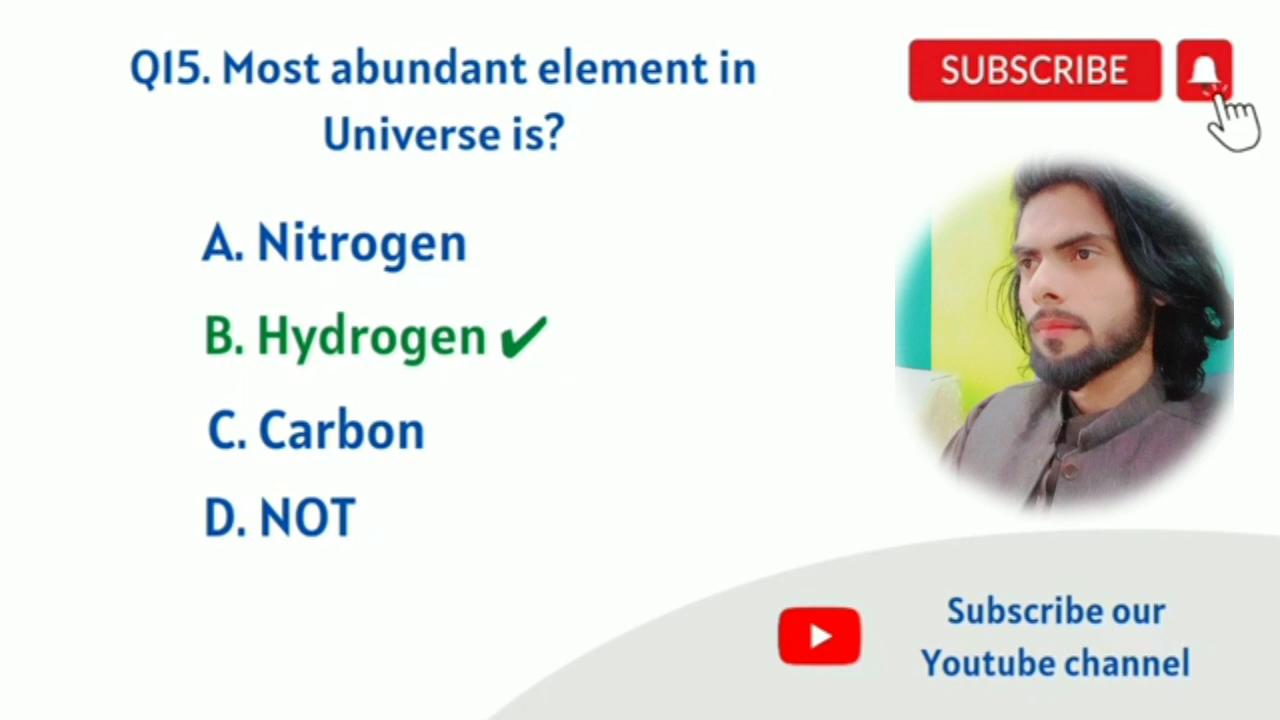 Q15. Most abundant element in
Universe is?
SUBSCRIBE
A. Nitrogen
B. Hydrogen ✔
C. Carbon
D. NOT
Subscribe our
Youtube channel